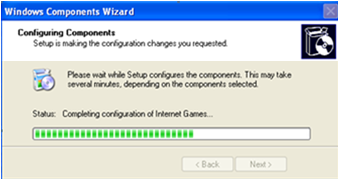 Windows Components Wizard
Configuring Components
Setup is making the configuration changes you requested.
Please wait while Setup configures the components. This may take
several minutes, depending on the components selected.
Status: Completing configuration of Internet Games...
< Back Next >